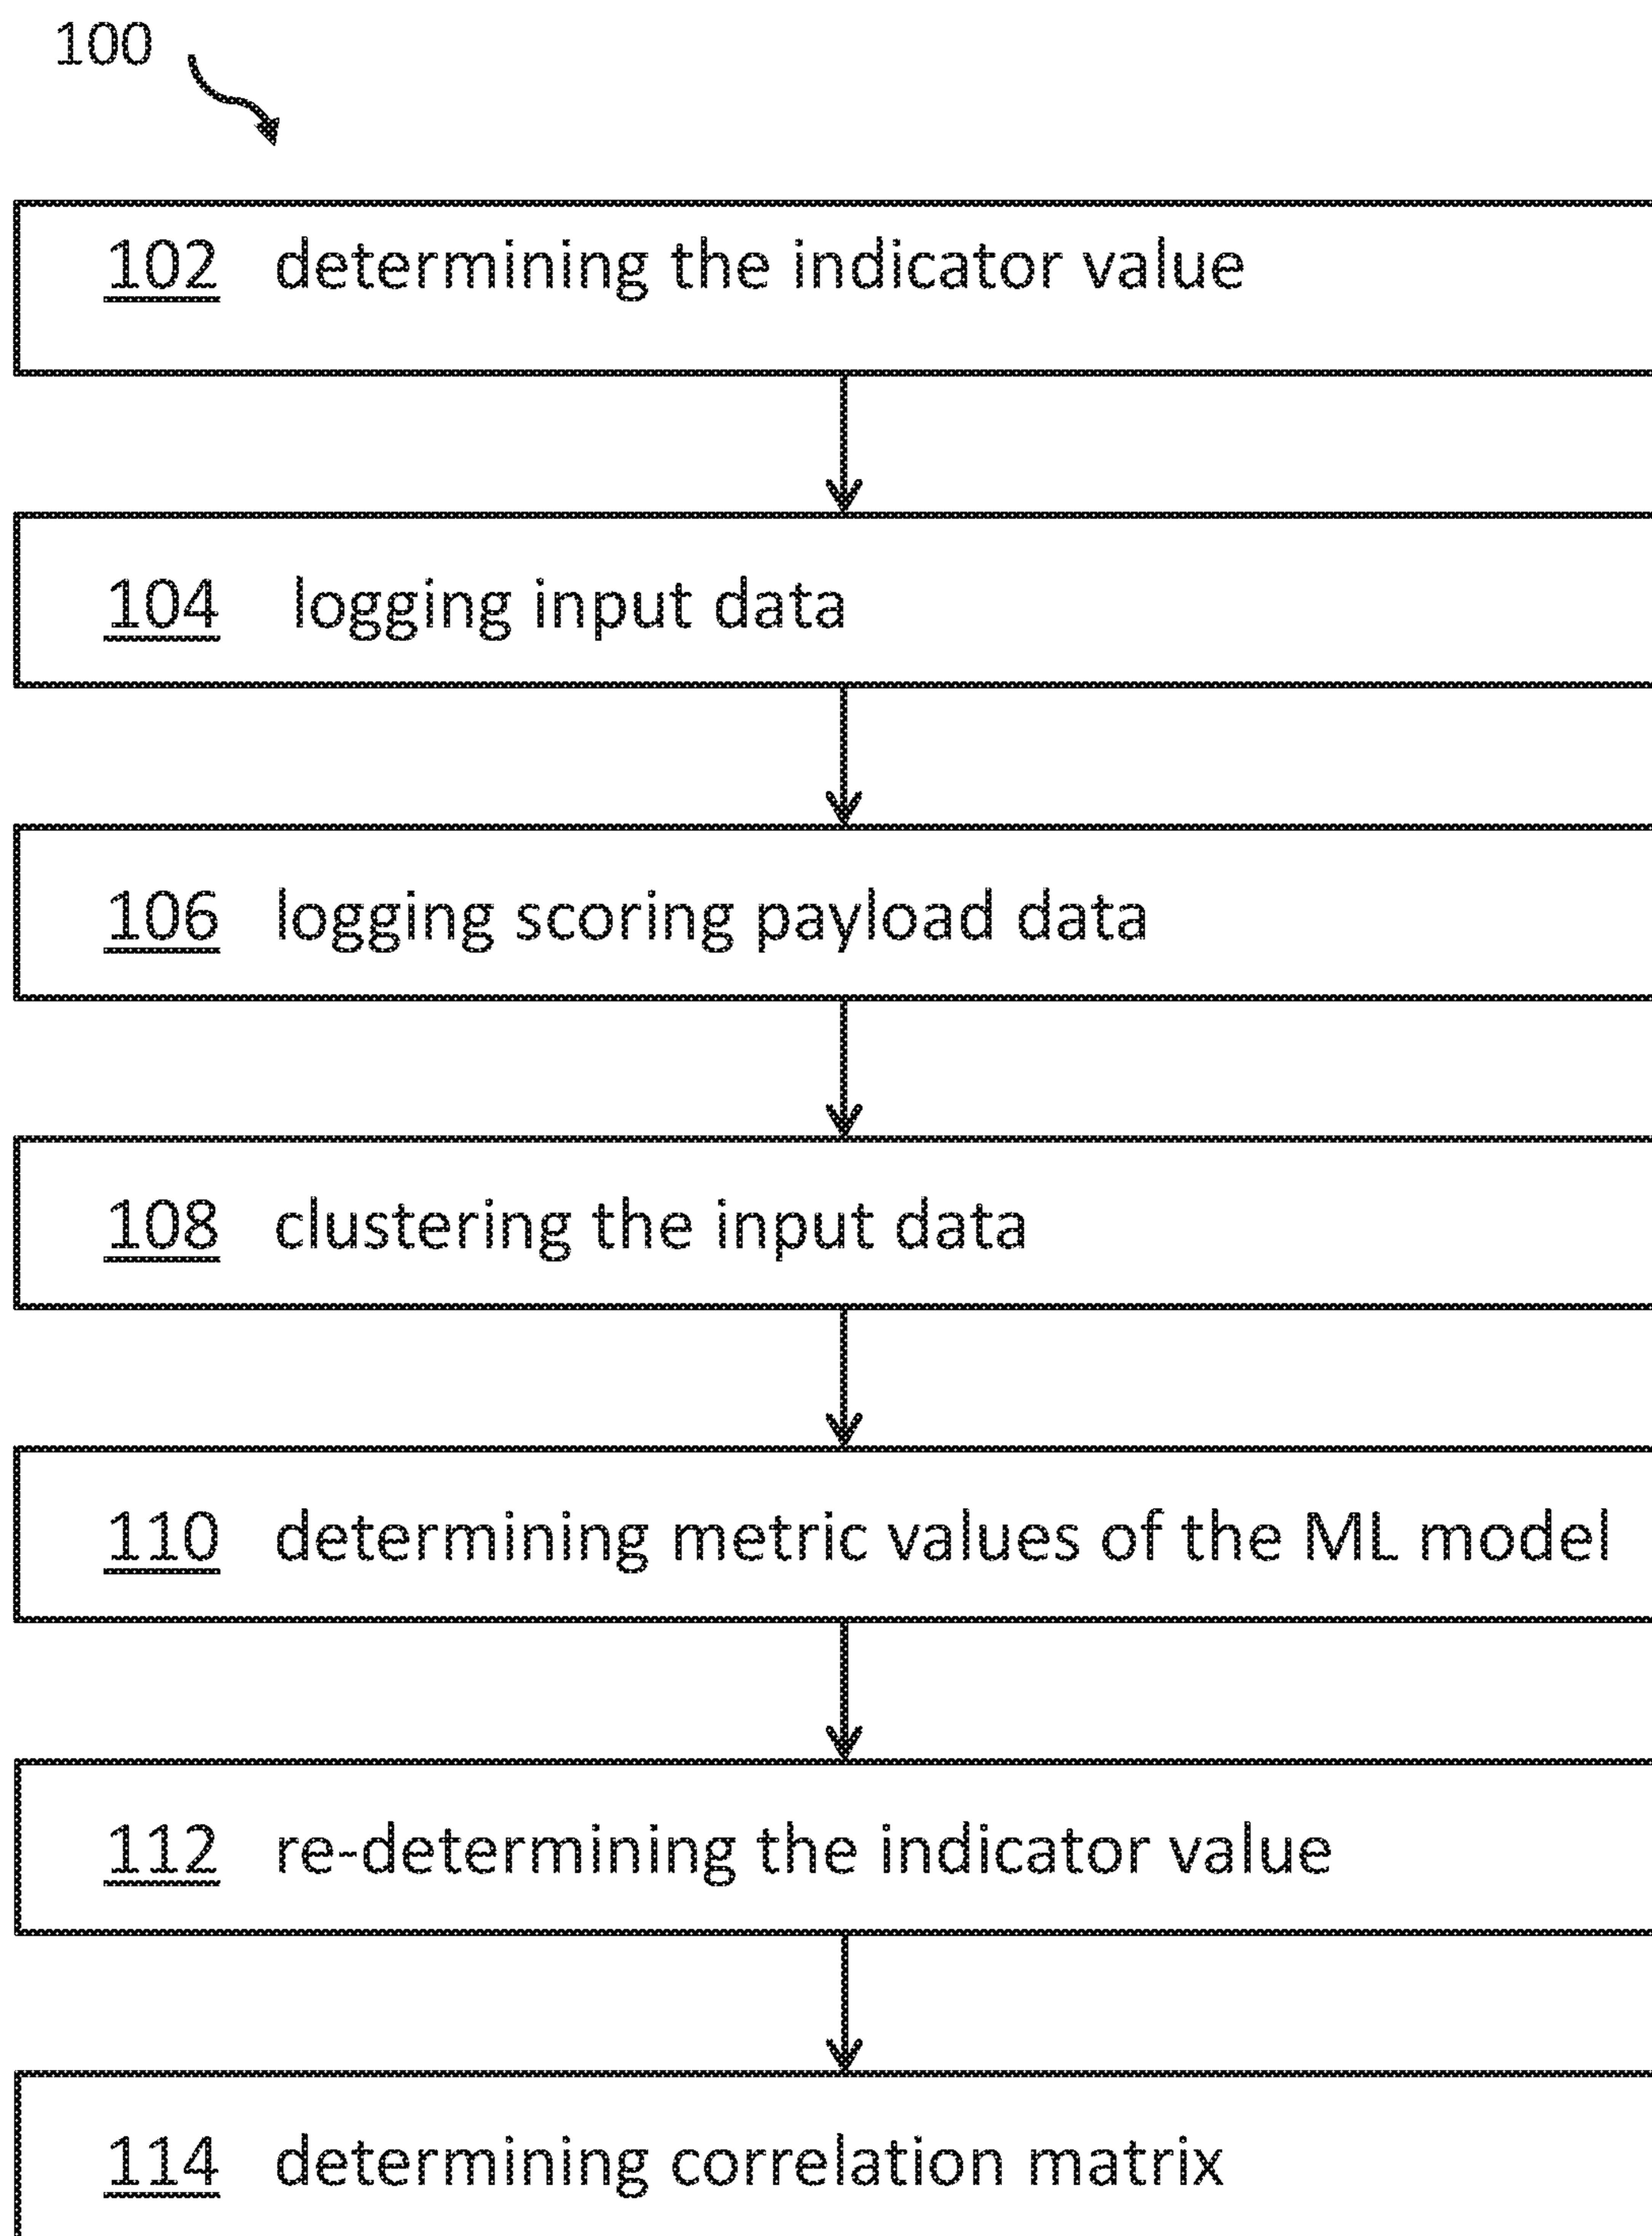 100
102 determining the indicator value
104 logging input data
106 logging scoring payload data
108 clustering the input data
110 determining metric values of the ML model
112 re-determining the indicator value
114 determining correlation matrix